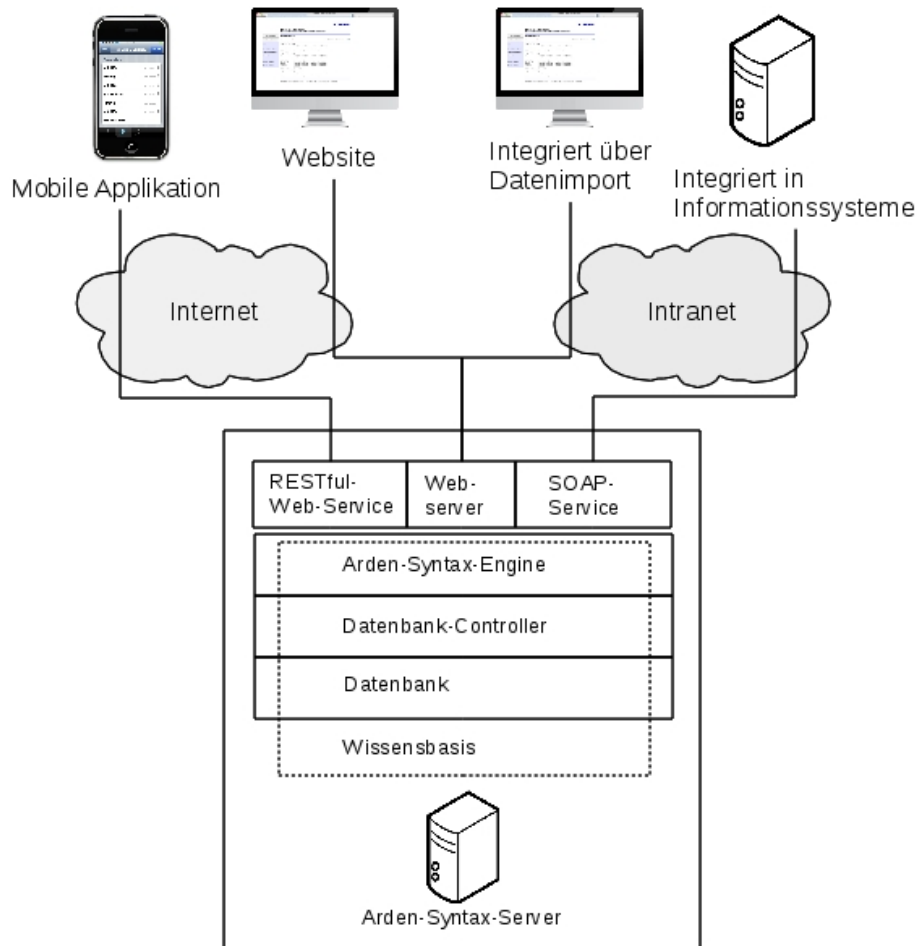 Mobile Applikation
Website
Integriert über
Datenimport
Integriert in
Informationssysteme
Internet
Intranet
RESTful-
Web-Service
Web-
server
SOAP-
Service
Arden-Syntax-Engine
Datenbank-Controller
Datenbank
Wissensbasis
Arden-Syntax-Server